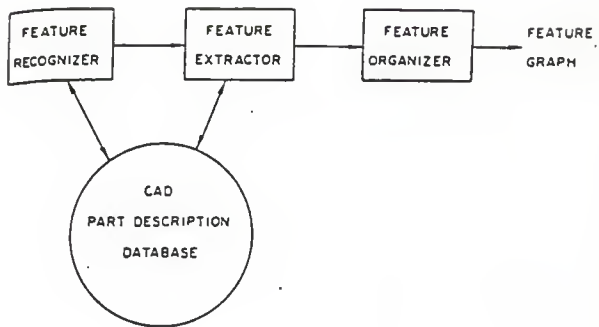 FEATURE
RECOGNIZER
FEATURE
EXTRACTOR
FEATURE
ORGANIZER
FEATURE
GRAPH
CAD
PART DESCRIPTION
DATABASE